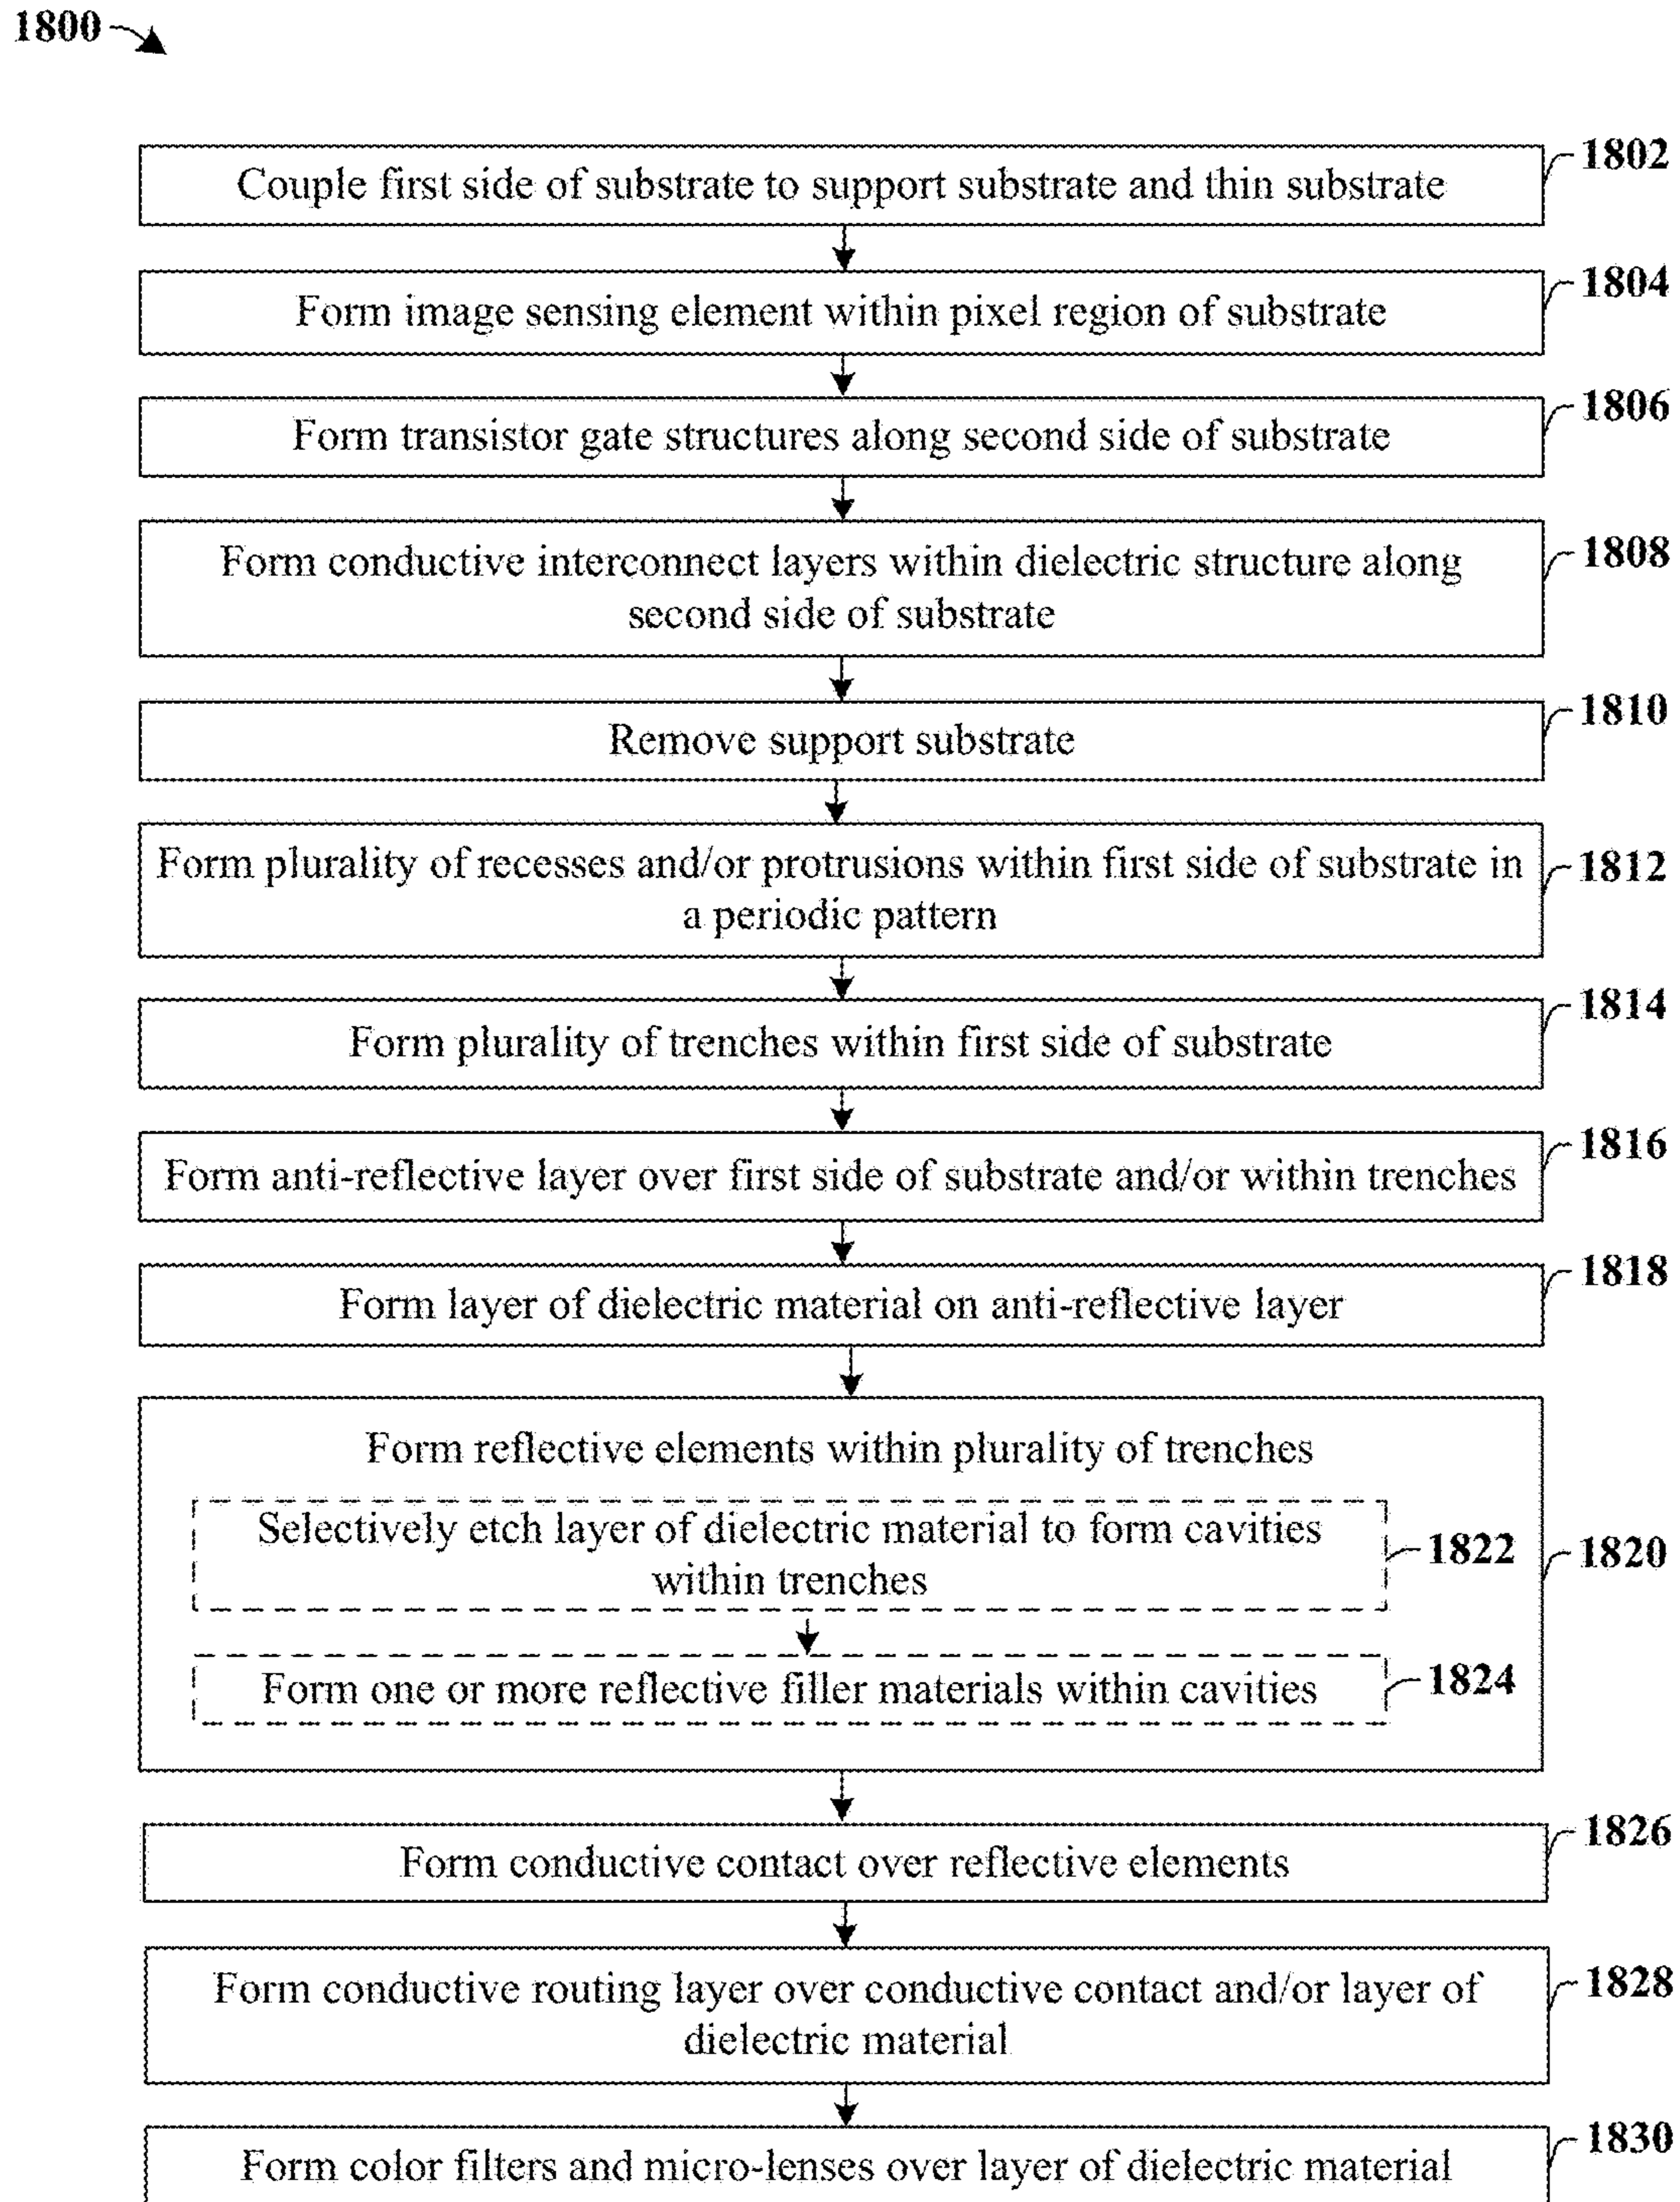 1800
Couple first side of substrate to support substrate and thin substrate
1802
Form image sensing element within pixel region of substrate
1804
Form transistor gate structures along second side of substrate
1806
Form conductive interconnect layers within dielectric structure along
second side of substrate
1808
Remove support substrate
1810
Form plurality of recesses and/or protrusions within first side of substrate in
a periodic pattern
1812
Form plurality of trenches within first side of substrate
1814
Form anti-reflective layer over first side of substrate and/or within trenches
1816
Form layer of dielectric material on anti-reflective layer
1818
Form reflective elements within plurality of trenches
1820
Selectively etch layer of dielectric material to form cavities
within trenches
1822
Form one or more reflective filler materials within cavities
1824
Form conductive contact over reflective elements
1826
Form conductive routing layer over conductive contact and/or layer of
dielectric material
1828
Form color filters and micro-lenses over layer of dielectric material
1830